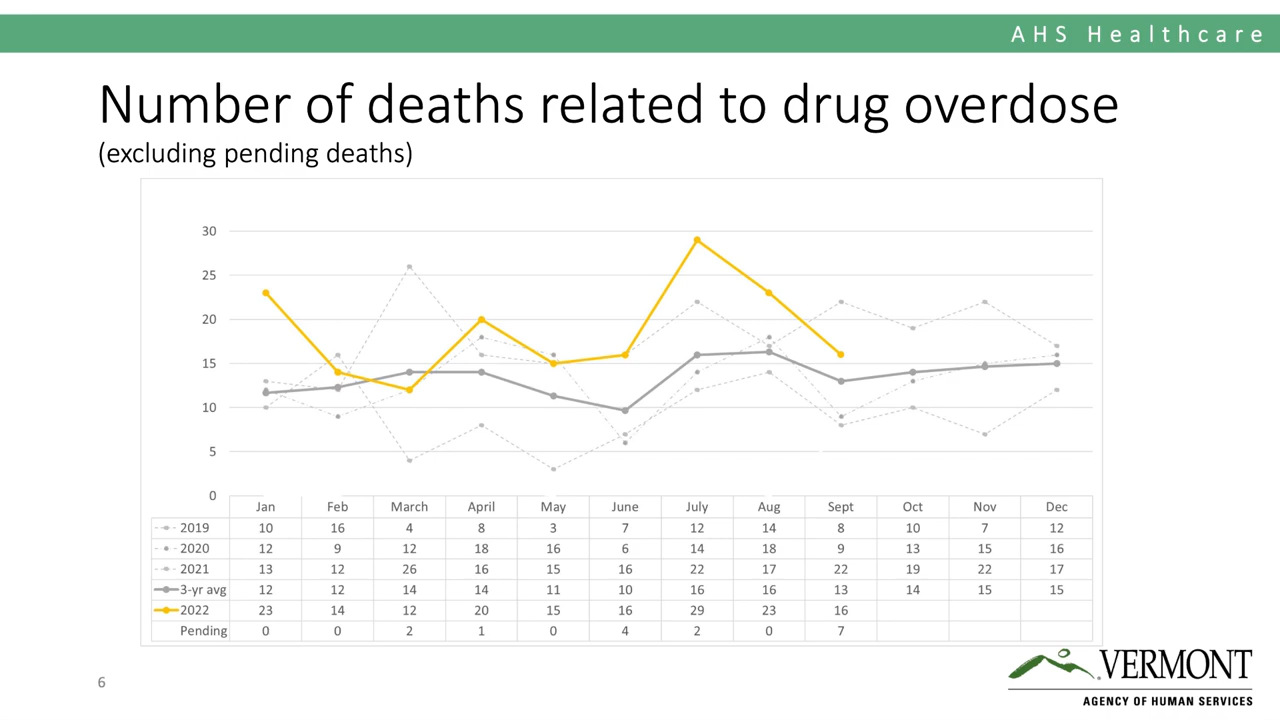 AHS Healthcare
Number of deaths related to drug overdose
(excluding pending deaths)
30
25
20
15
10
5
0
Jan Feb March April May June July Aug Sept Oct Nov Dec
2019 10 16 4 8 3 7 12 14 8 10 7 12
2020 12 9 12 18 16 6 14 18 9 13 15 16
2021 13 12 26 16 15 16 22 17 22 19 22 17
3-yr avg 12 12 14 14 11 10 16 16 13 14 15 15
2022 23 14 12 20 15 16 29 23 16
Pending 0 0 2 1 0 4 2 0 7
6
VERMONT
AGENCY OF HUMAN SERVICES